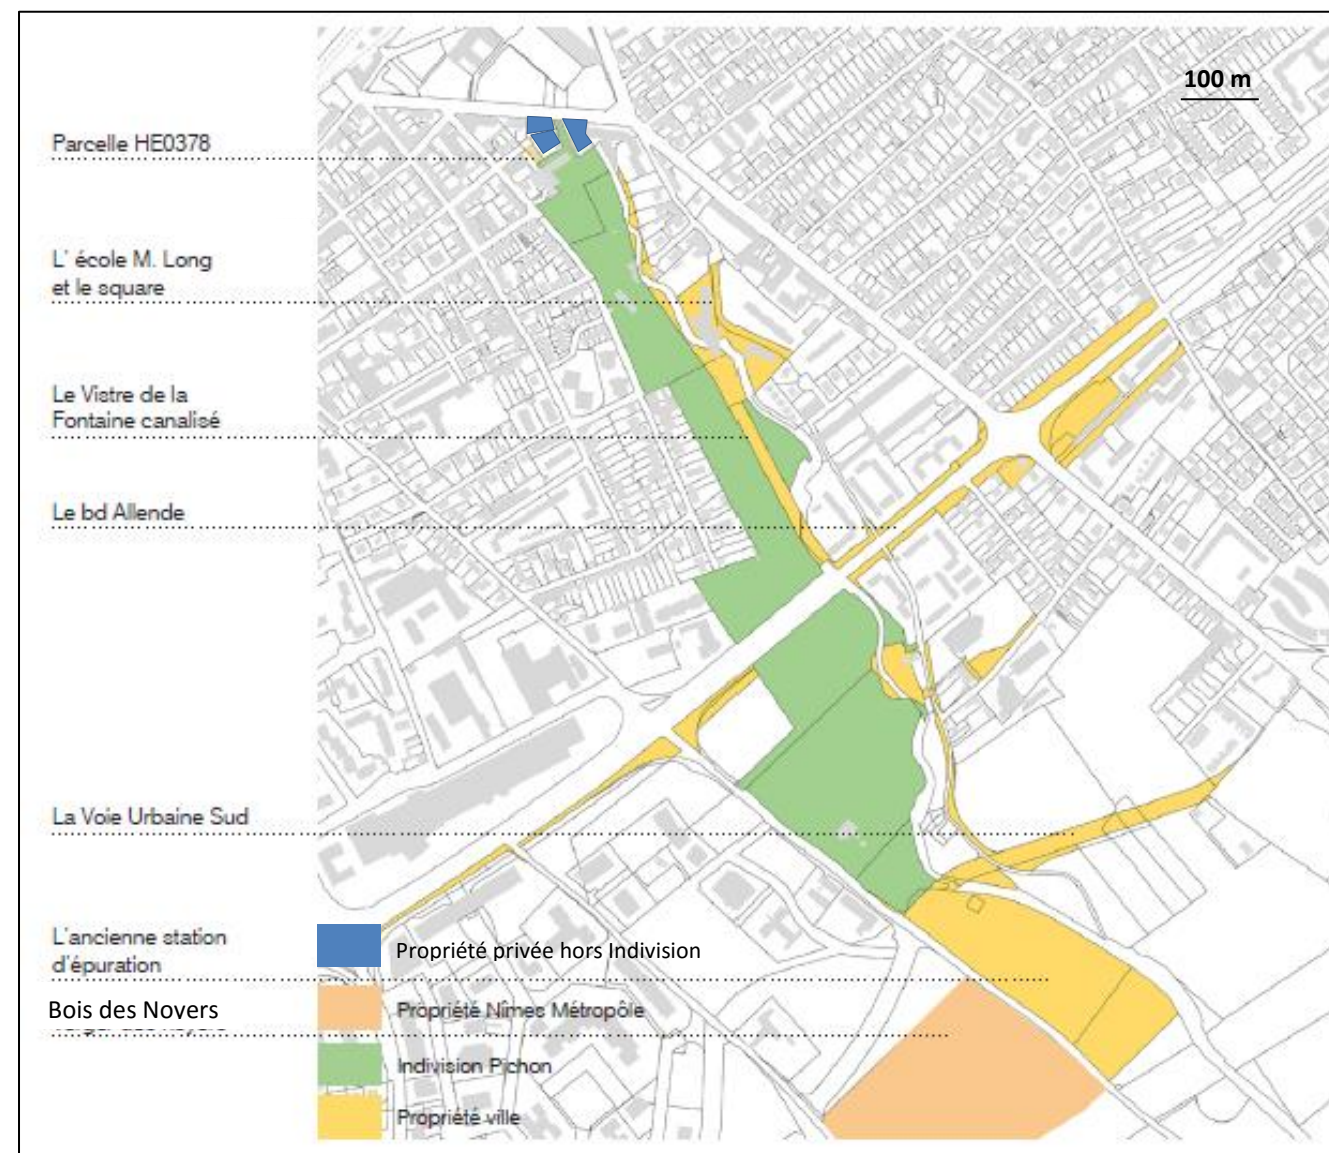 100 m
Parcelle HE0378
L' école M. Long
et le square
Le Vistre de la
Fontaine canalisé
Le bd Allende
La Voie Urbaine Sud
L'ancienne station
d'épuration
Bois des Noyers
Propriété privée hors Indivision
Propriété Nîmes Métropôle
Indivision Pichon
Propriété ville